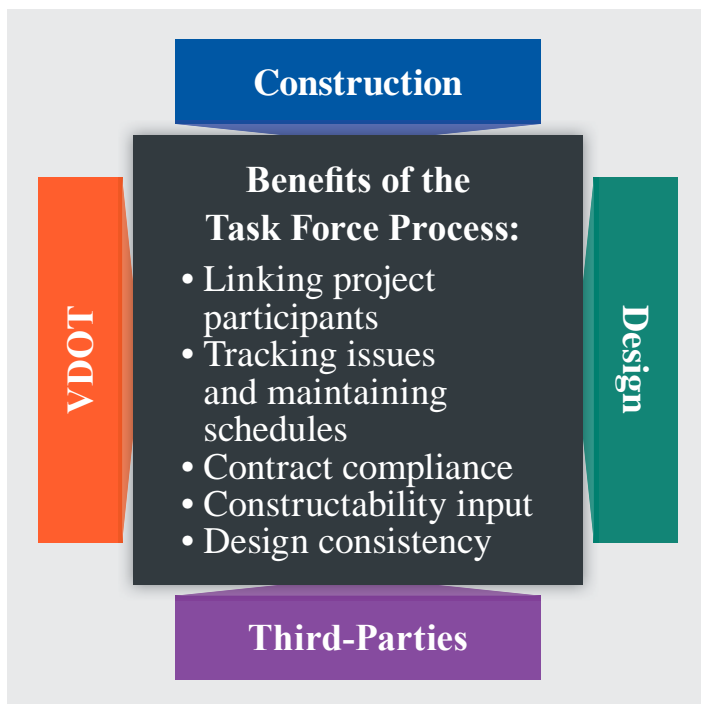 Construction
Benefits of the
Task Force Process:
• Linking project
participants
• Tracking issues
and maintaining
schedules
• Contract compliance
• Constructability input
• Design consistency
VDOT
Design
Third-Parties